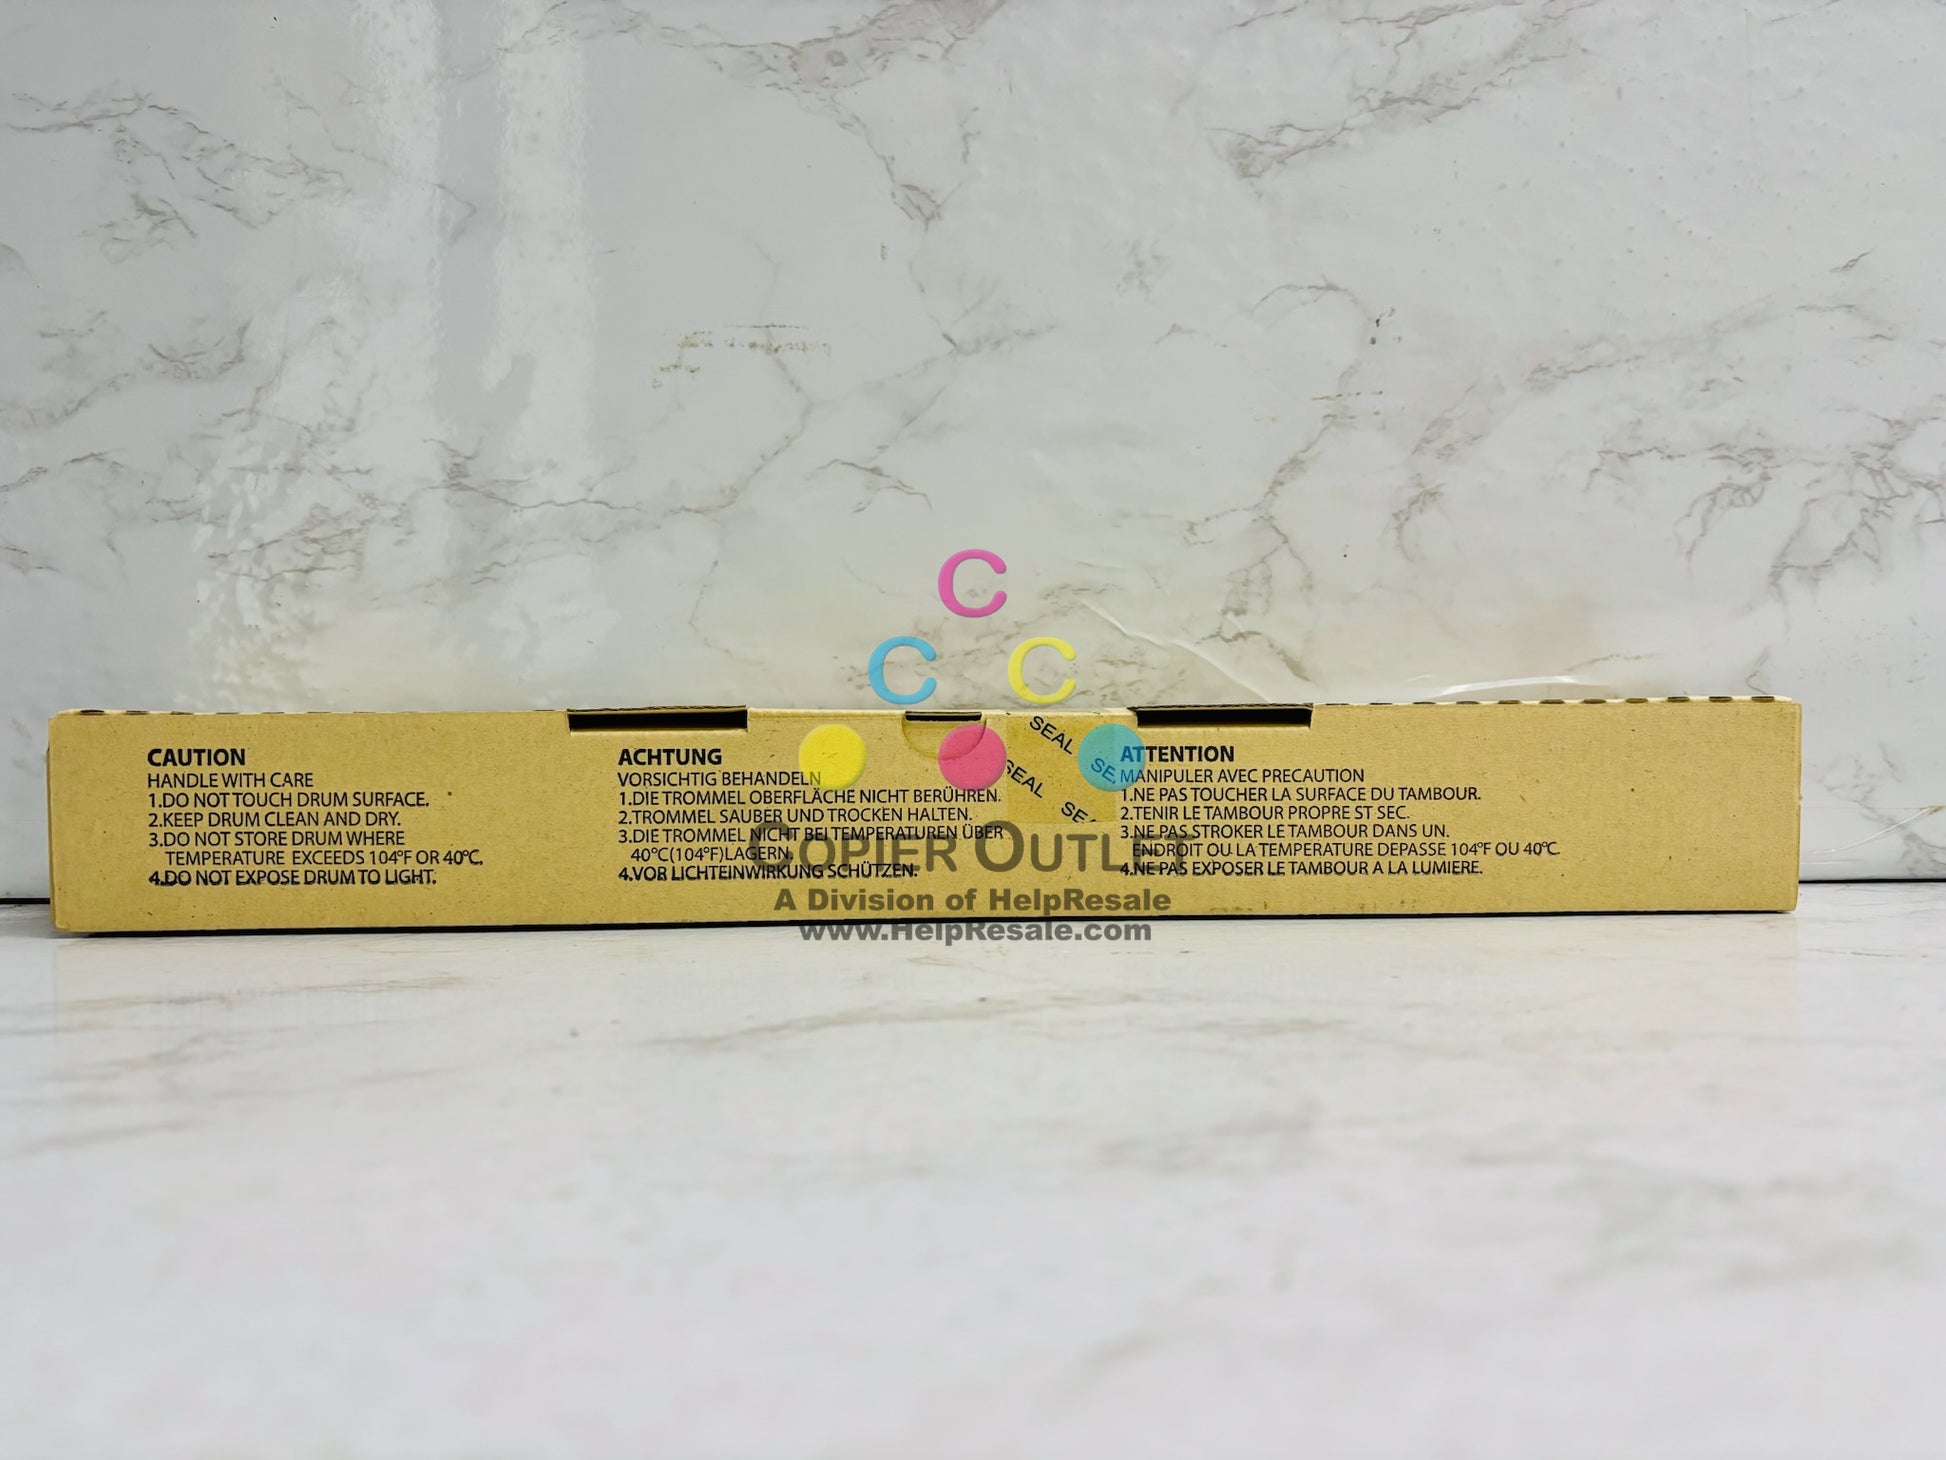 CAUTION
HANDLE WITH CARE
1.DO NOT TOUCH DRUM SURFACE.
2.KEEP DRUM CLEAN AND DRY.
3.DO NOT STORE DRUM WHERE
TEMPERATURE EXCEEDS 104°F OR 40°C.
4.DO NOT EXPOSE DRUM TO LIGHT.
ACHTUNG
VORSICHTIG BEHANDELN
1.DIE TROMMEL OBERFLÄCHE NICHT BERÜHREN.
2.TROMMEL SAUBER UND TROCKEN HALTEN.
3.DIE TROMMEL NICHT BEI TEMPERATUREN ÜBER
40°C(104°F)LAGERN.
4.VOR LICHTEINWIRKUNG SCHÜTZEN.
SEAL
SEAL
ATTENTION
MANIPULER AVEC PRECAUTION
1.NE PAS TOUCHER LA SURFACE DU TAMBOUR.
2.TENIR LE TAMBOUR PROPRE ST SEC.
3.NE PAS STROKER LE TAMBOUR DANS UN.
ENDROIT OU LA TEMPERATURE DEPASSE 104°F OU 40°C.
4.NE PAS EXPOSER LE TAMBOUR A LA LUMIERE.
C
C C
COPIER OUTLET
A Division of HelpResale
www.HelpResale.com